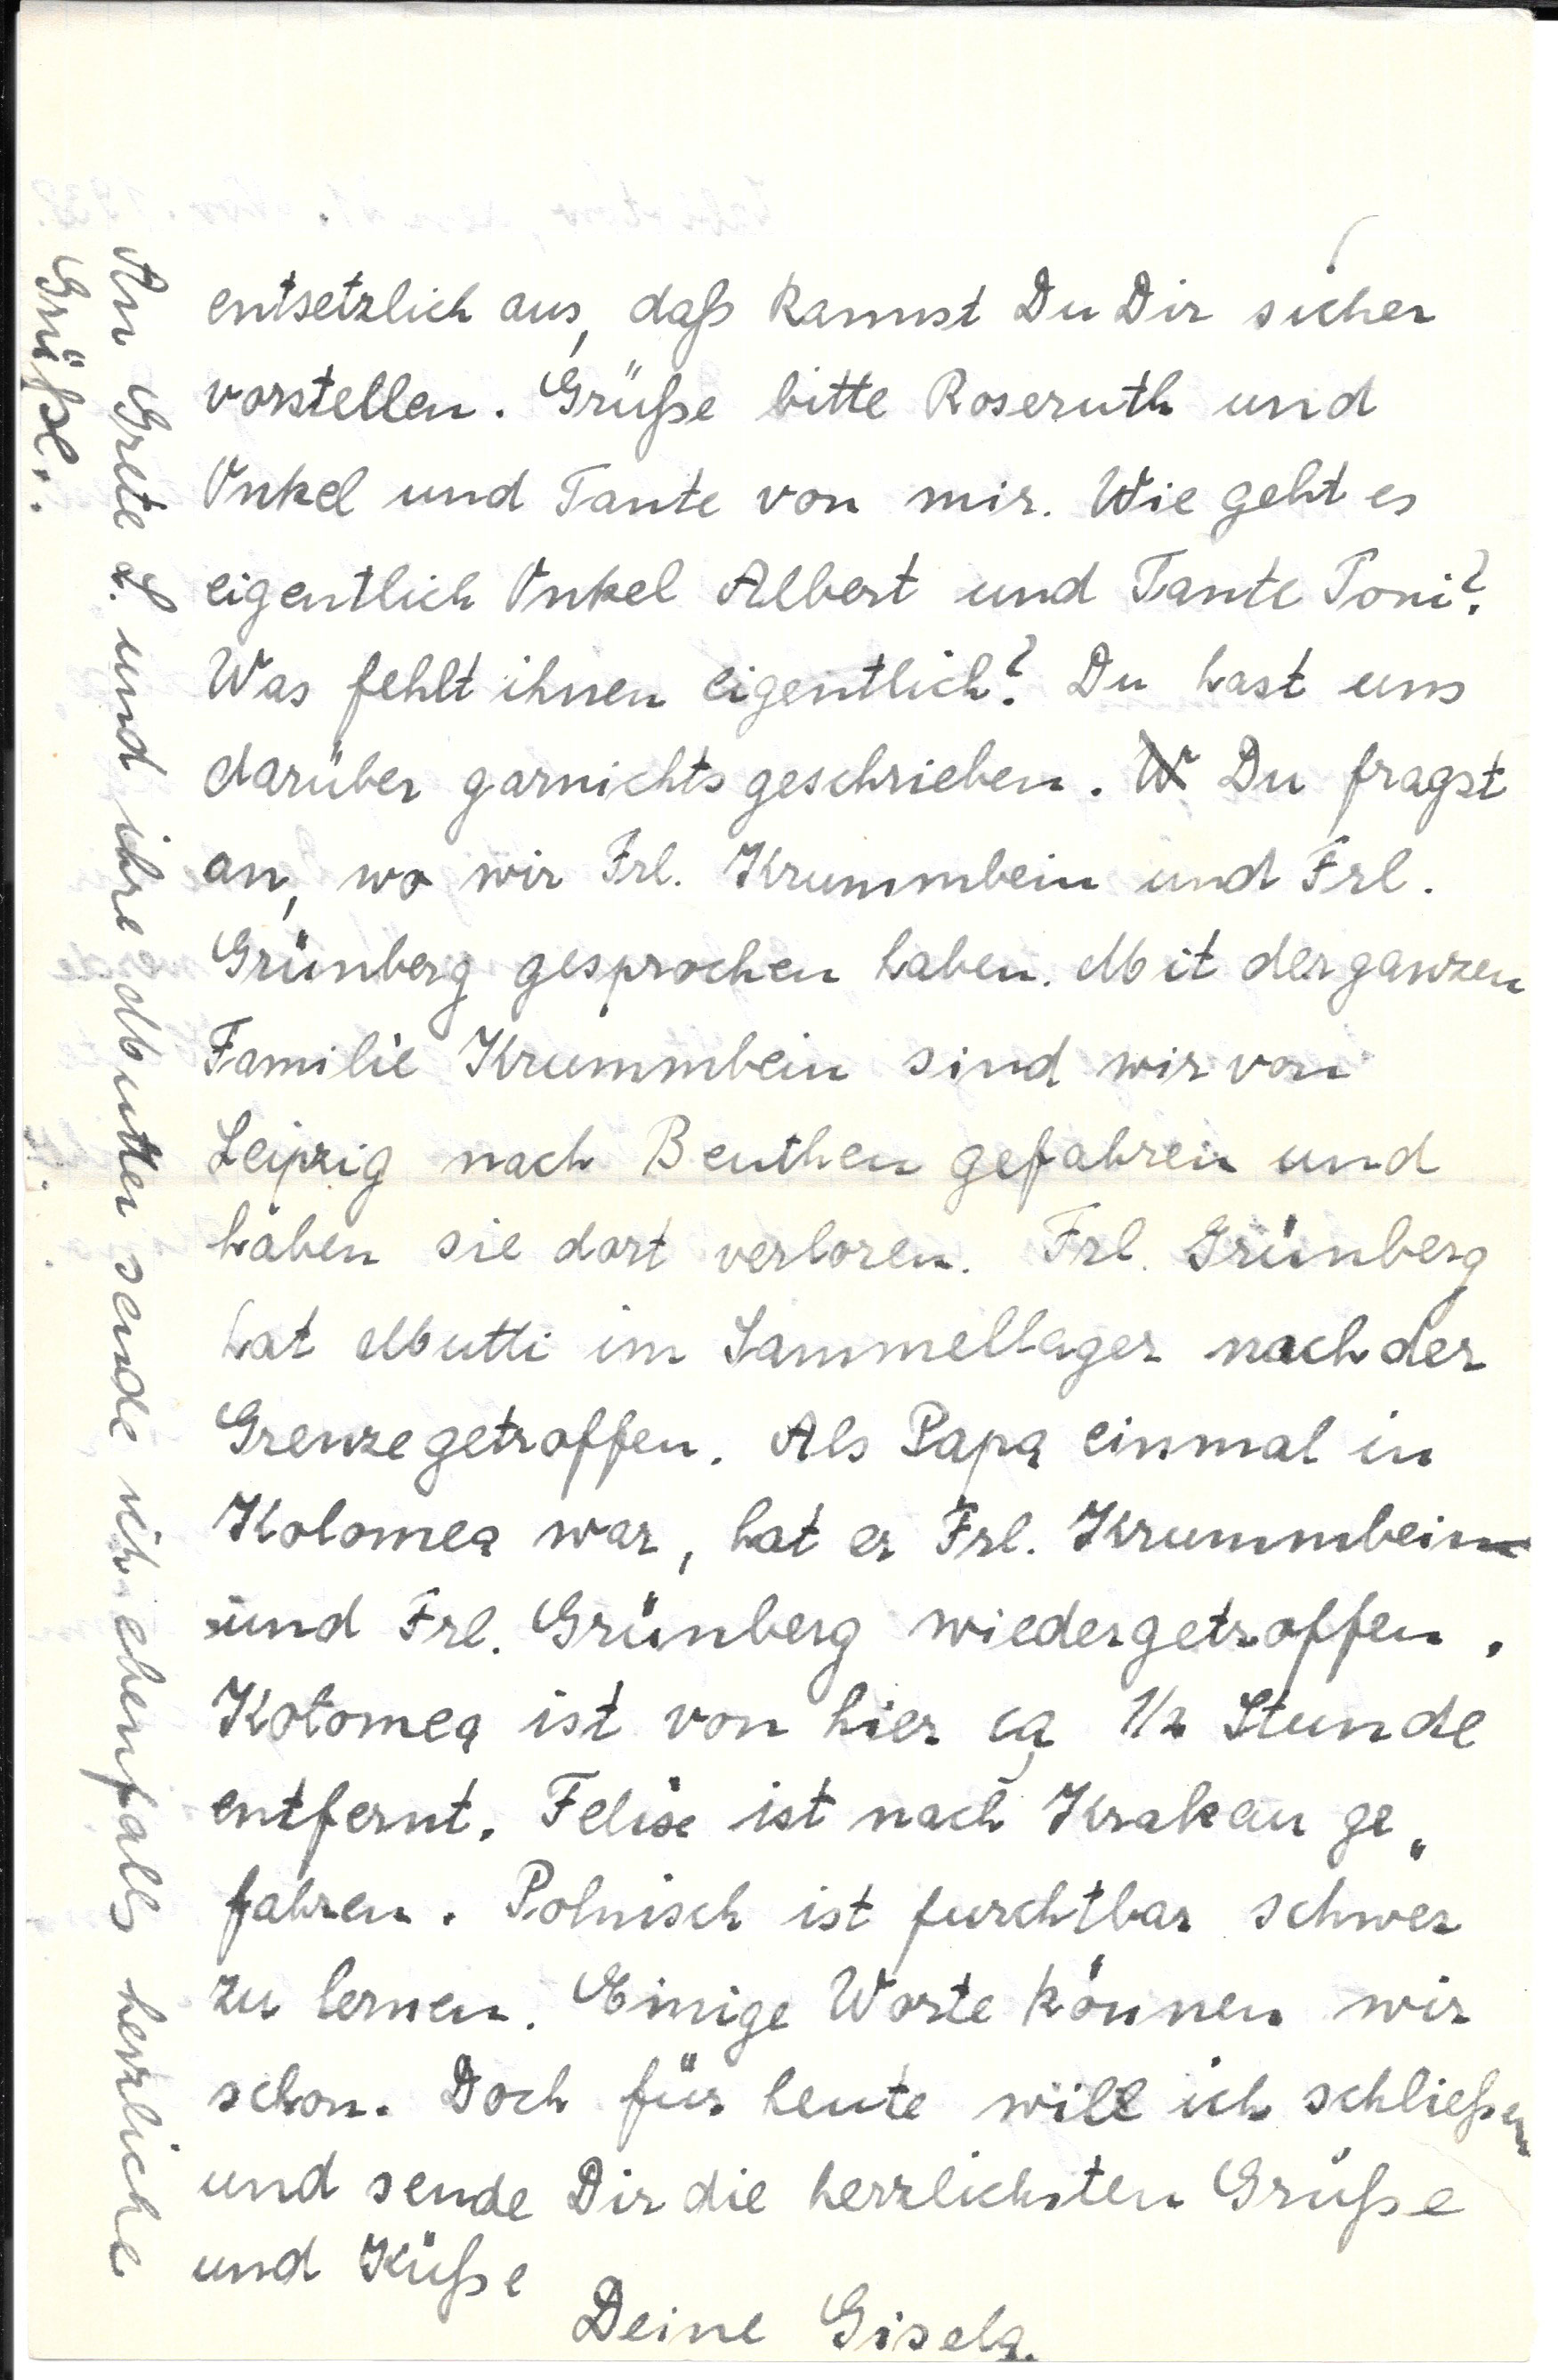 entsetzlich aus, daß kannst Du Dir sicher
vorstellen. Grüße bitte Roseruth und
Onkel und Tante von mir. Wie geht es
eigentlich Onkel Albert und Tante Toni?
Was fehlt ihnen eigentlich? Du hast uns
darüber garnichts geschrieben. W Du fragst
an, wo wir Frl. Krummbein und Frl.
Grünberg gesprochen haben. Mit der ganzen
Familie Krummbein sind wir von
Leipzig nach Beuthen gefahren und
haben sie dort verloren. Frl. Grünberg
hat Mutti im Sammellager nach der
Grenze getroffen. Als Papa einmal in
Kolomea war, hat er Frl. Krummbein
und Frl. Grünberg wiedergetroffen.
Kolomea ist von hier ca 1/2 Stunde
entfernt. Felix ist nach Krakau ge„
fahren. Polnisch ist furchtbar schwer
zu lernen. Einige Worte können wir
schon. Doch für heute will ich schließen
und sende Dir die herzlichsten Grüße
und Küße
Deine Gisela.
An Grete L. und ihre Mutter sende ich ebenfalls herzliche
Grüße.